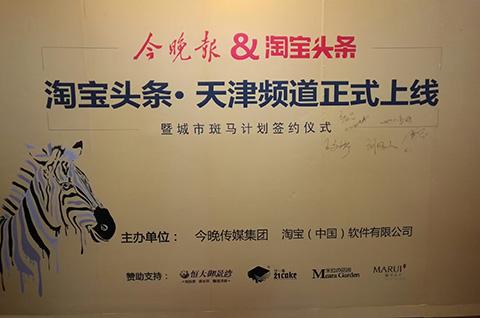 今晚报&淘宝头条
淘宝头条·天津频道正式上线
暨城市斑马计划签约仪式
主办单位: 今晚传媒集团 淘宝(中国)软件有限公司
赞助支持: 恒大御景湾 21cake Meara Garden MARUI